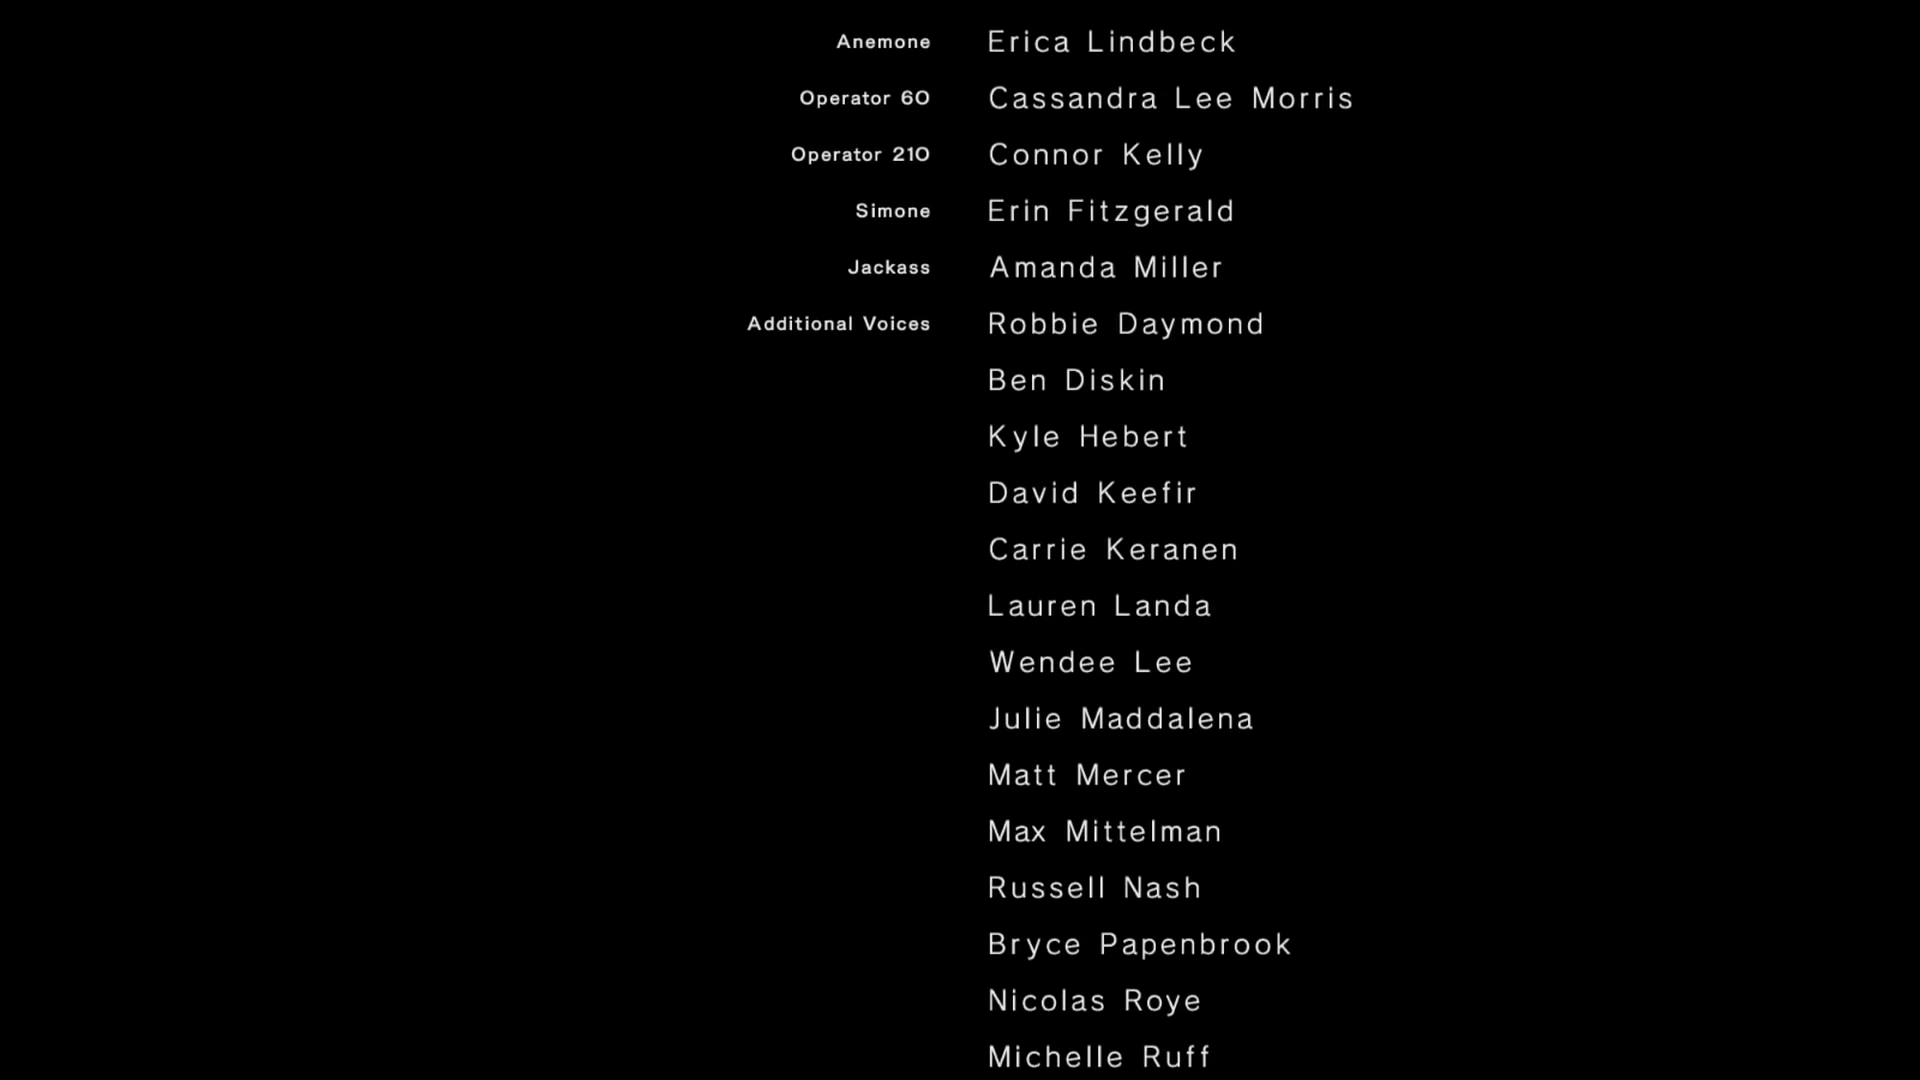 Anemone Erica Lindbeck
Operator 6O Cassandra Lee Morris
Operator 21O Connor Kelly
Simone Erin Fitzgerald
Jackass Amanda Miller
Additional Voices Robbie Daymond
Ben Diskin
Kyle Hebert
David Keefir
Carrie Keranen
Lauren Landa
Wendee Lee
Julie Maddalena
Matt Mercer
Max Mittelman
Russell Nash
Bryce Papenbrook
Nicolas Roye
Michelle Ruff